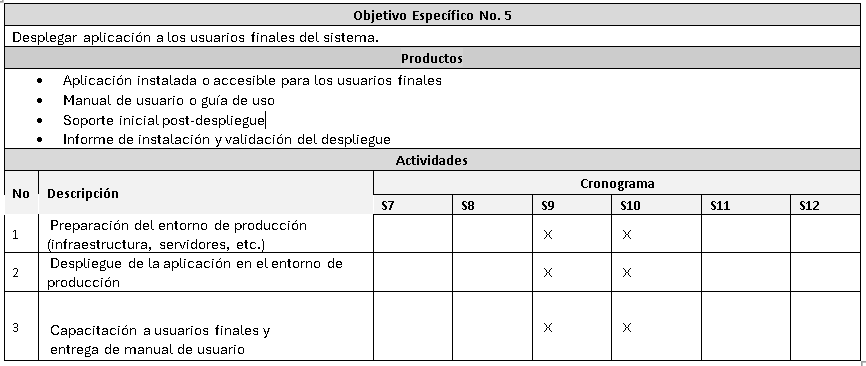 Objetivo Específico No. 5
Desplegar aplicación a los usuarios finales del sistema.
Productos
• Aplicación instalada o accesible para los usuarios finales
• Manual de usuario o guía de uso
• Soporte inicial post-despliegue
• Informe de instalación y validación del despliegue
Actividades
No Descripción Cronograma
S7 S8 S9 S10 S11 S12
1 Preparación del entorno de producción
(infraestructura, servidores, etc.) X X
2 Despliegue de la aplicación en el entorno de
producción X X
3 Capacitación a usuarios finales y
entrega de manual de usuario X X